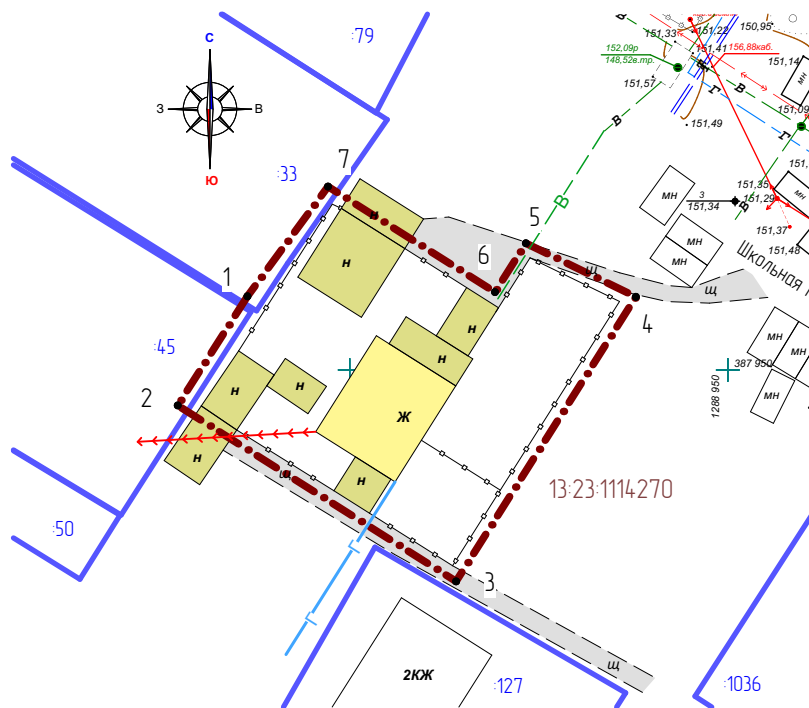 :79
С
З
В
Ю
:33
7
1
:45
2
:50
н
н
н
н
н
н
н
н
Ж
6
5
4
3
щ
щ
щ
щ
В
В
В
В
В
Г
Г
Г
Г
13:23:1114270
2КЖ
:127
:1036
152,09р
148,52в.тр.
151,33
151,22
150,95
151,41
156,88каб.
151,14
151,57
151,49
151,09
мн
мн
мн
мн
мн
мн
мн
мн
мн
3
151,34
151,35
151,29
151,37
151,48
Школьная
387 950
1288 950